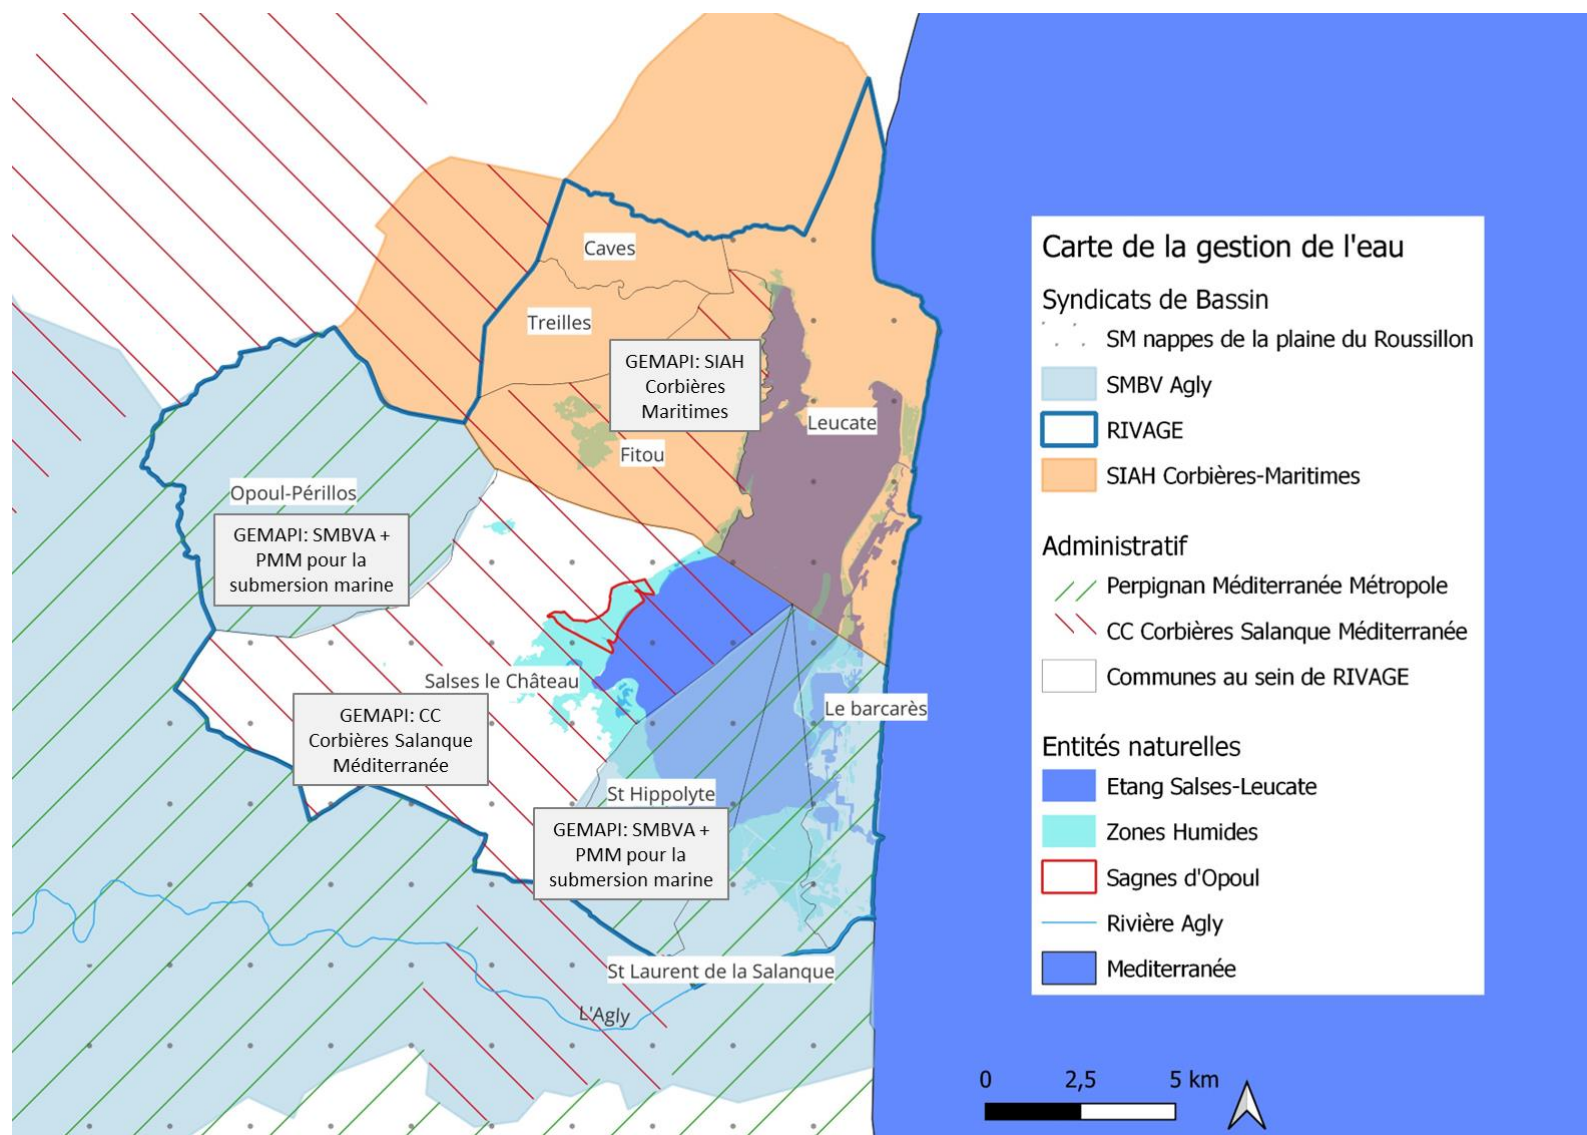 Caves
Treilles
GEMAPI: SIAH
Corbières
Maritimes
Leucate
Fitou
Opoul-Périllos
GEMAPI: SMBVA +
PMM pour la
submersion marine
Salses le Château
GEMAPI: CC
Corbières Salanque
Méditerranée
Le barcarès
St Hippolyte
GEMAPI: SMBVA +
PMM pour la
submersion marine
St Laurent de la Salanque
L'Agly
Carte de la gestion de l'eau
Syndicats de Bassin
SM nappes de la plaine du Roussillon
SMBV Agly
RIVAGE
SIAH Corbières-Maritimes
Administratif
Perpignan Méditerranée Métropole
CC Corbières Salanque Méditerranée
Communes au sein de RIVAGE
Entités naturelles
Etang Salses-Leucate
Zones Humides
Sagnes d'Opoul
Rivière Agly
Mediterranée
0 2,5 5 km